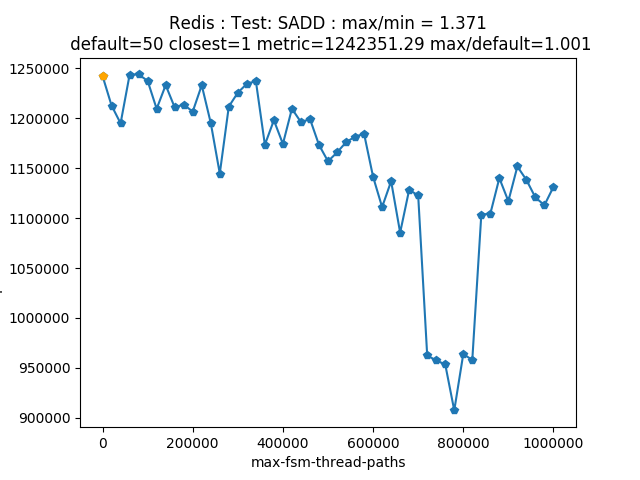 Redis : Test: SADD : max/min = 1.371
default=50 closest=1 metric=1242351.29 max/default=1.001
1250000
1200000
1150000
1100000
1050000
1000000
950000
900000
0 200000 400000 600000 800000 1000000
max-fsm-thread-paths